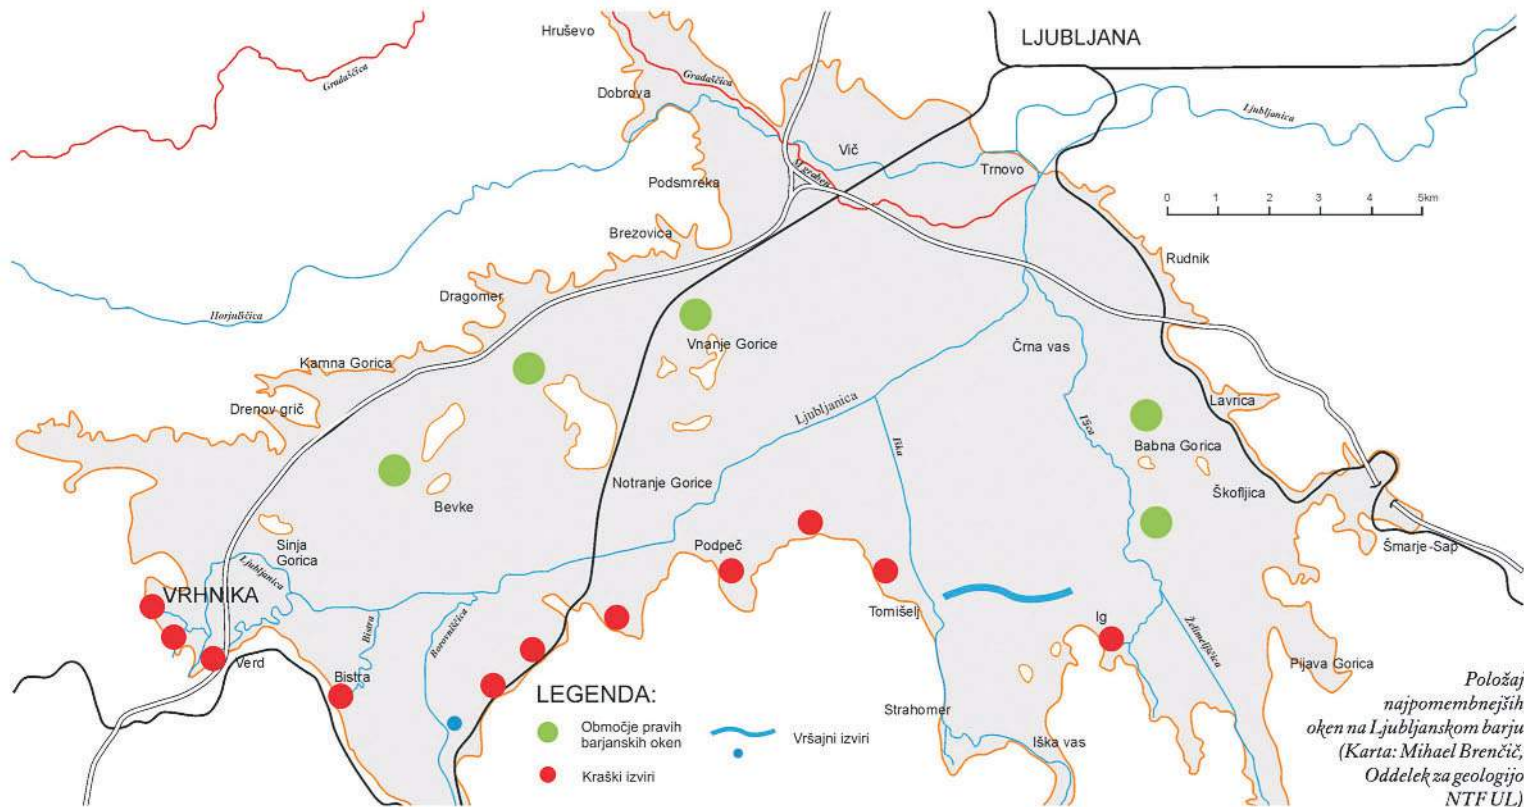 Hruševo
LJUBLJANA
Gradaščica
Gradaščica
Dobrova
Ljubljanica
Vič
M graben
Trnovo
Podsmreka
0 1 2 3 4 5km
Brezovica
Rudnik
Dragomer
Horjulščica
Vnanje Gorice
Črna vas
Kamna Gorica
Drenov grič
Ljubljanica
Lavrica
Iška
Ižica
Babna Gorica
Notranje Gorice
Škofljica
Bevke
Sinja
Gorica
Podpeč
Šmarje-Sap
Ljubljanica
VRHNIKA
Tomišelj
Ig
Bistra
Borovniščica
Želimeljščica
Verd
Bistra
Pijava Gorica
LEGENDA:
Območje pravih
barjanskih oken
Vršajni izviri
Kraški izviri
Strahomer
Iška vas
Položaj
najpomembnejših
oken na Ljubljanskom barju
(Karta: Mihael Brenčič,
Oddelek za geologijo
NTF UL)